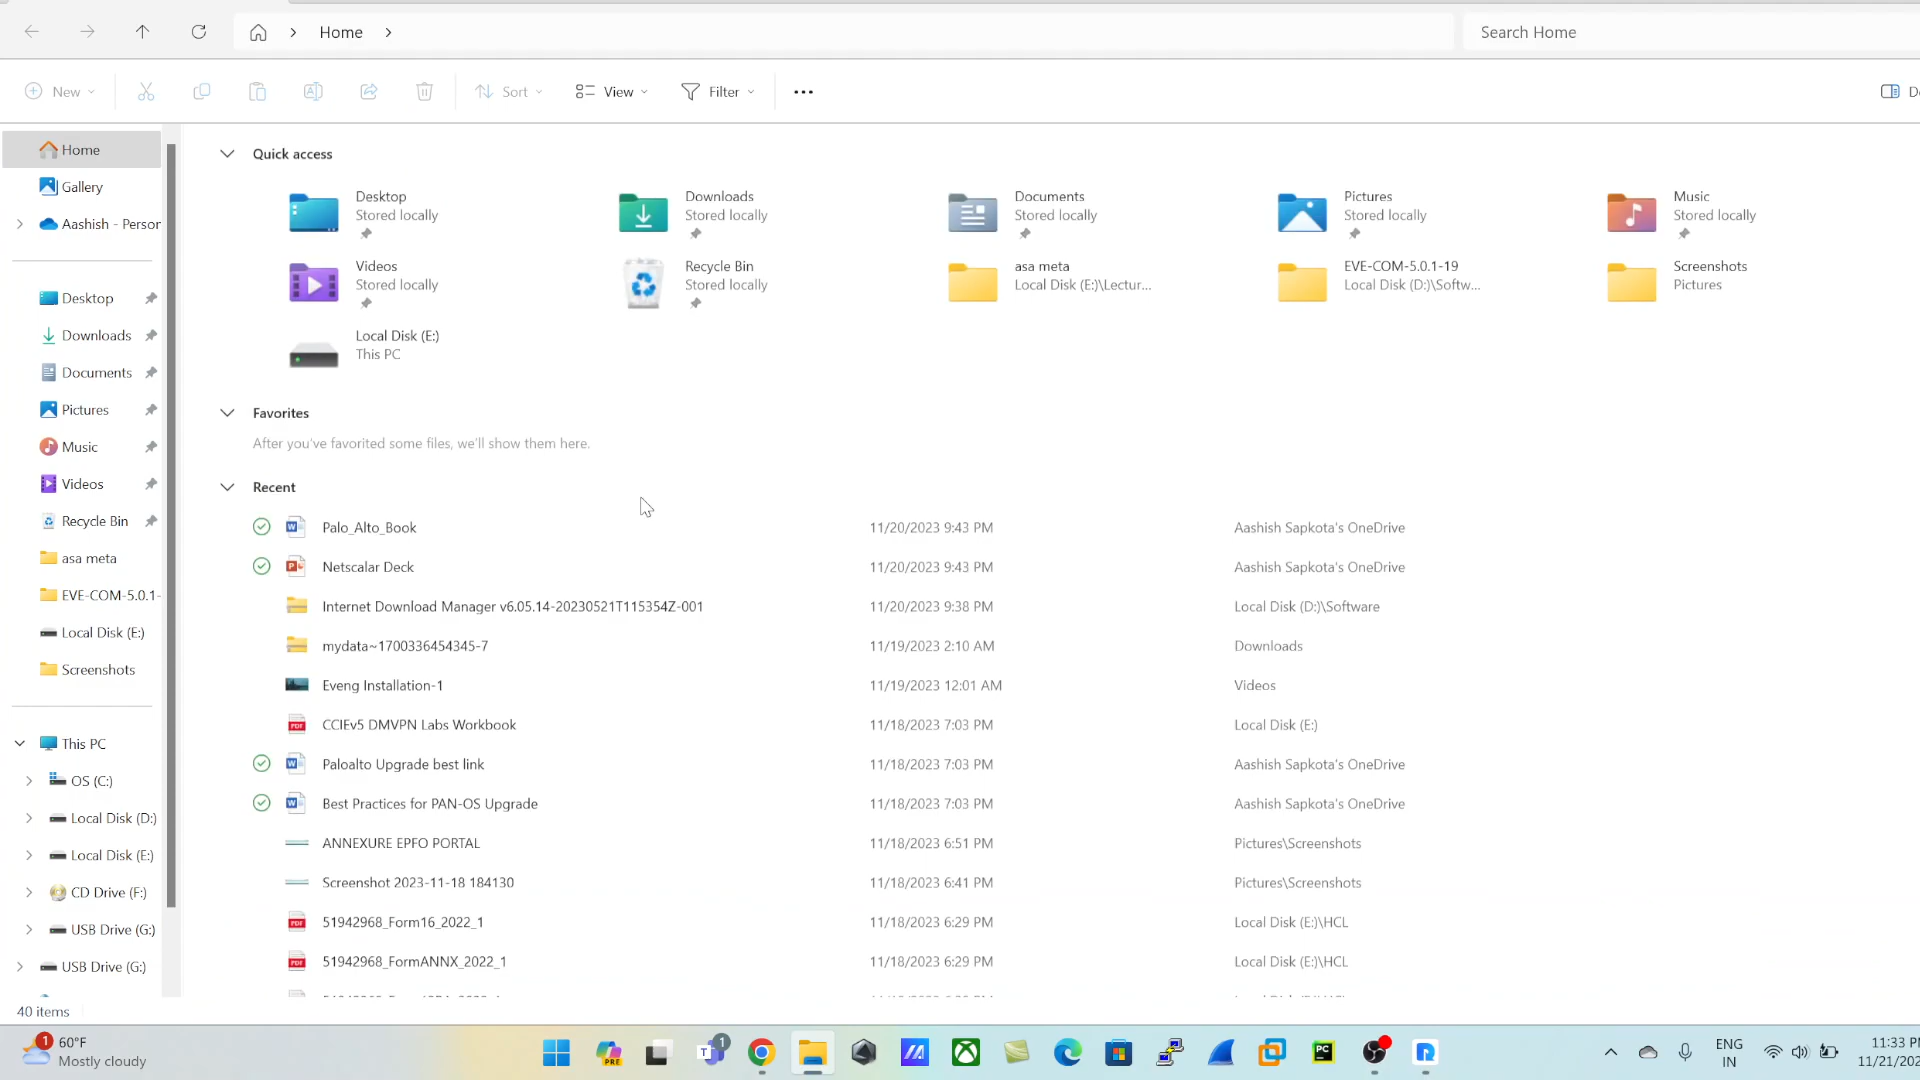 Home
Search Home
New
Sort
View
Filter
Home
Gallery
Aashish - Person
Desktop
Downloads
Documents
Pictures
Music
Videos
Recycle Bin
asa meta
EVE-COM-5.0.1-
Local Disk (E:)
Screenshots
This PC
OS (C:)
Local Disk (D:)
Local Disk (E:)
CD Drive (F:)
USB Drive (G:)
USB Drive (G:)
Quick access
Desktop
Stored locally
Downloads
Stored locally
Documents
Stored locally
Pictures
Stored locally
Music
Stored locally
Videos
Stored locally
Recycle Bin
Stored locally
asa meta
Local Disk (E:)\Lectur...
EVE-COM-5.0.1-19
Local Disk (D:)\Softw...
Screenshots
Pictures
Local Disk (E:)
This PC
Favorites
After you've favorited some files, we'll show them here.
Recent
Palo_Alto_Book 11/20/2023 9:43 PM Aashish Sapkota's OneDrive
Netscalar Deck 11/20/2023 9:43 PM Aashish Sapkota's OneDrive
Internet Download Manager v6.05.14-20230521T115354Z-001 11/20/2023 9:38 PM Local Disk (D:)\Software
mydata~1700336454345-7 11/19/2023 2:10 AM Downloads
Eveng Installation-1 11/19/2023 12:01 AM Videos
CCIEv5 DMVPN Labs Workbook 11/18/2023 7:03 PM Local Disk (E:)
Paloalto Upgrade best link 11/18/2023 7:03 PM Aashish Sapkota's OneDrive
Best Practices for PAN-OS Upgrade 11/18/2023 7:03 PM Aashish Sapkota's OneDrive
ANNEXURE EPFO PORTAL 11/18/2023 6:51 PM Pictures\Screenshots
Screenshot 2023-11-18 184130 11/18/2023 6:41 PM Pictures\Screenshots
51942968_Form16_2022_1 11/18/2023 6:29 PM Local Disk (E:)\HCL
51942968_FormANNX_2022_1 11/18/2023 6:29 PM Local Disk (E:)\HCL
40 items
1
60°F
Mostly cloudy
PRE
1
PC
ENG
IN
11:33 PM
11/21/202